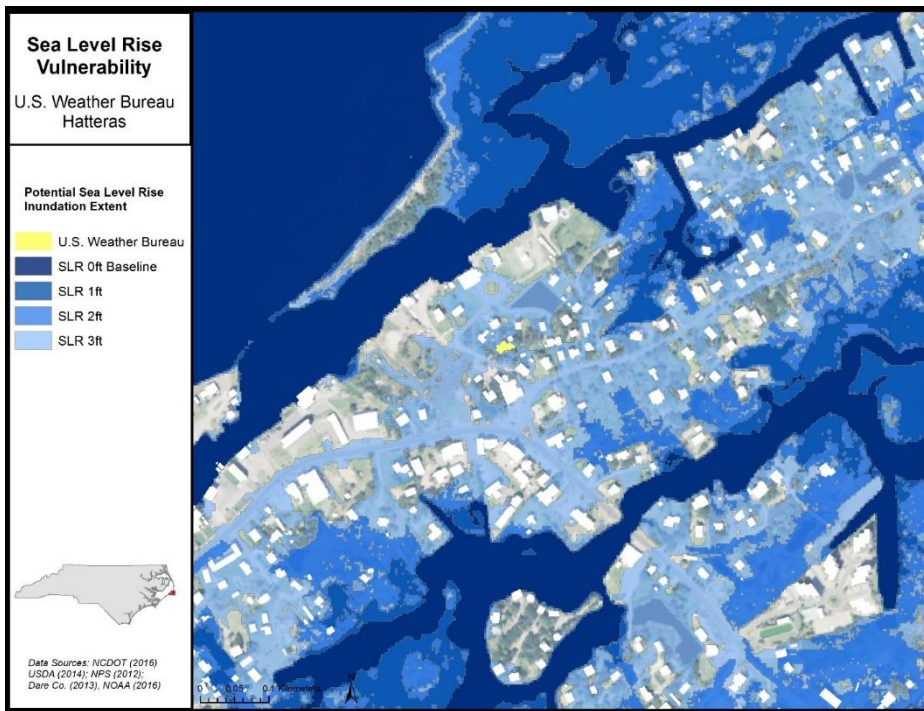 Sea Level Rise
Vulnerability
U.S. Weather Bureau
Hatteras
Potential Sea Level Rise
Inundation Extent
U.S. Weather Bureau
SLR 0ft Baseline
SLR 1ft
SLR 2ft
SLR 3ft
Data Sources: NCDOT (2016)
USDA (2014); NPS (2012);
Dare Co. (2013), NOAA (2016)
0 0.05 0.1 Kilometers
N